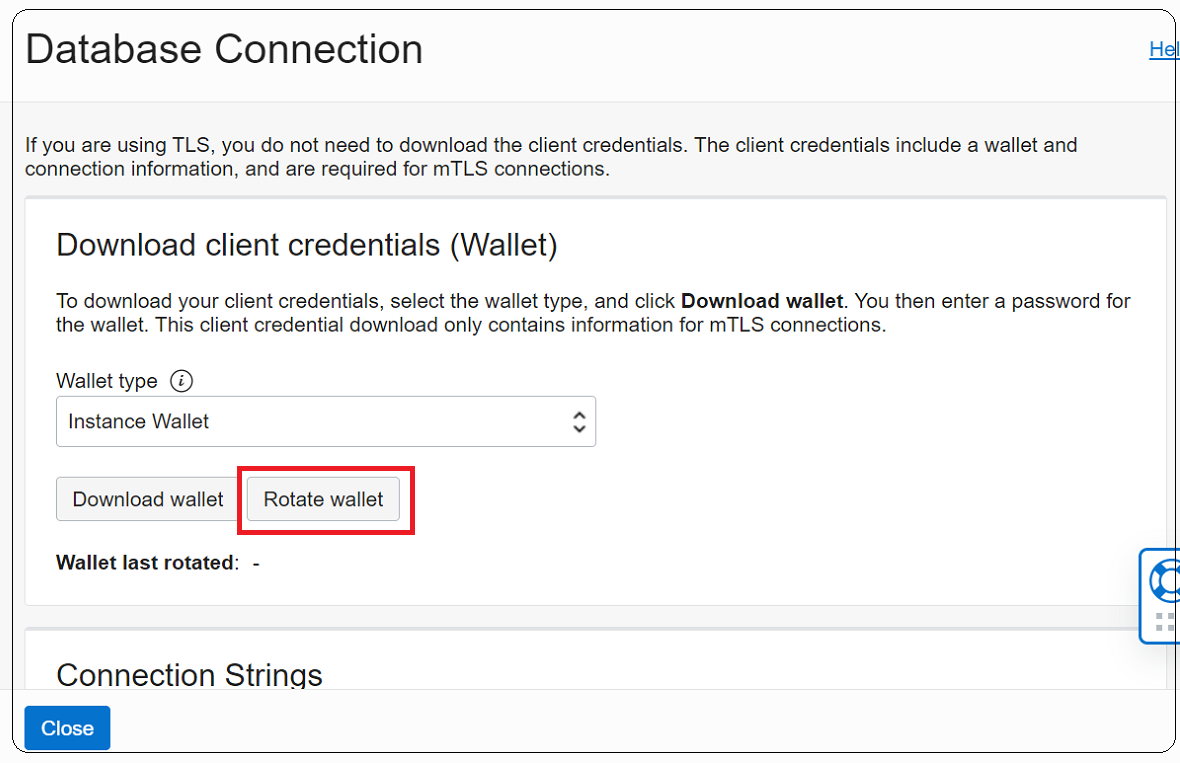 Database Connection
Hel
If you are using TLS, you do not need to download the client credentials. The client credentials include a wallet and
connection information, and are required for mTLS connections.
Download client credentials (Wallet)
To download your client credentials, select the wallet type, and click Download wallet. You then enter a password for
the wallet. This client credential download only contains information for mTLS connections.
Wallet type
Instance Wallet
Download wallet
Rotate wallet
Wallet last rotated: -
Connection Strings
Close